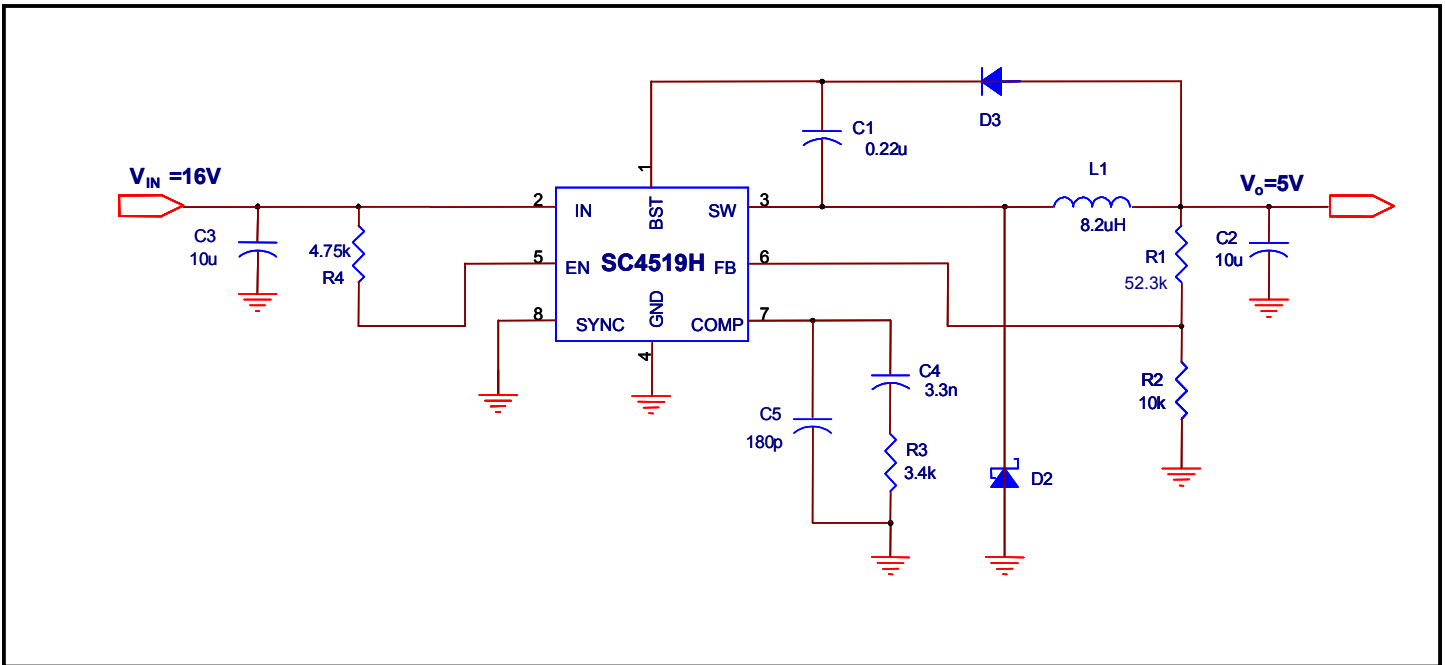 D3
C1
0.22u
1
L1
V_IN =16V
V_o=5V
2
IN
BST
SW
3
8.2uH
C3
10u
4.75k
R4
5
EN
SC4519H
FB
6
R1
52.3k
C2
10u
8
SYNC
GND
COMP
7
4
C4
3.3n
R2
10k
C5
180p
R3
3.4k
D2